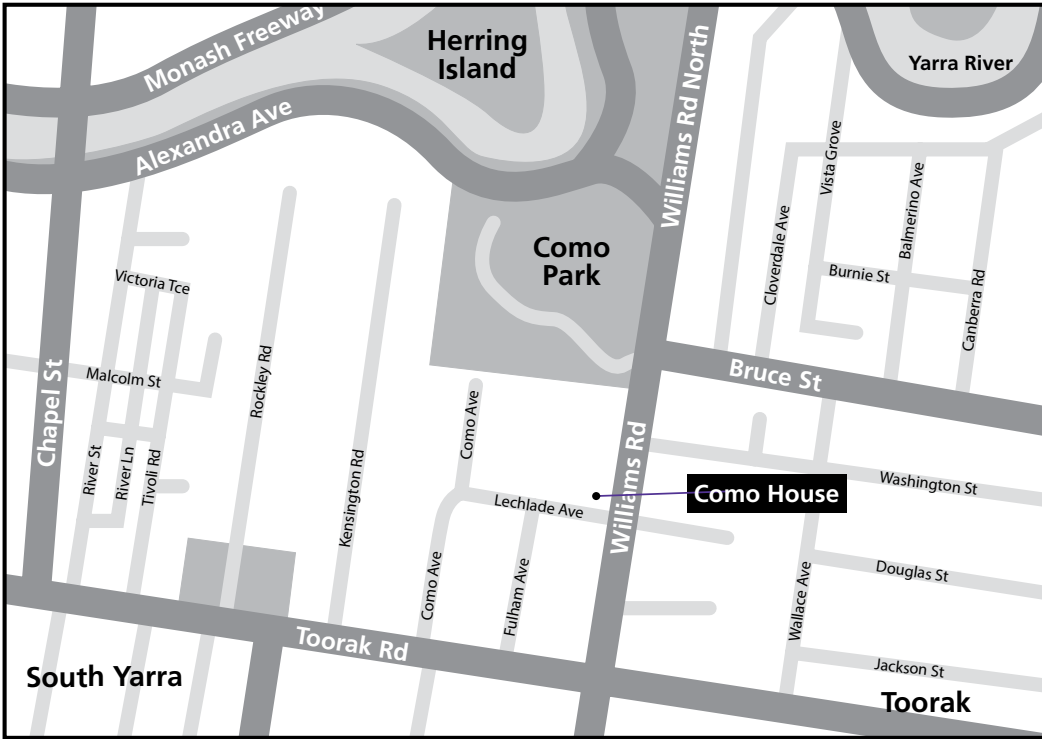 Monash Freeway
Herring
Island
Williams Rd North
Yarra River
Alexandra Ave
Vista Grove
Balmerino Ave
Cloverdale Ave
Como
Park
Burnie St
Canberra Rd
Victoria Tce
Rockley Rd
Chapel St
Malcolm St
Bruce St
Como Ave
River St
River Ln
Tivoli Rd
Kensington Rd
Williams Rd
Washington St
Como House
Lechlade Ave
Como Ave
Fulham Ave
Wallace Ave
Douglas St
Toorak Rd
Jackson St
South Yarra
Toorak